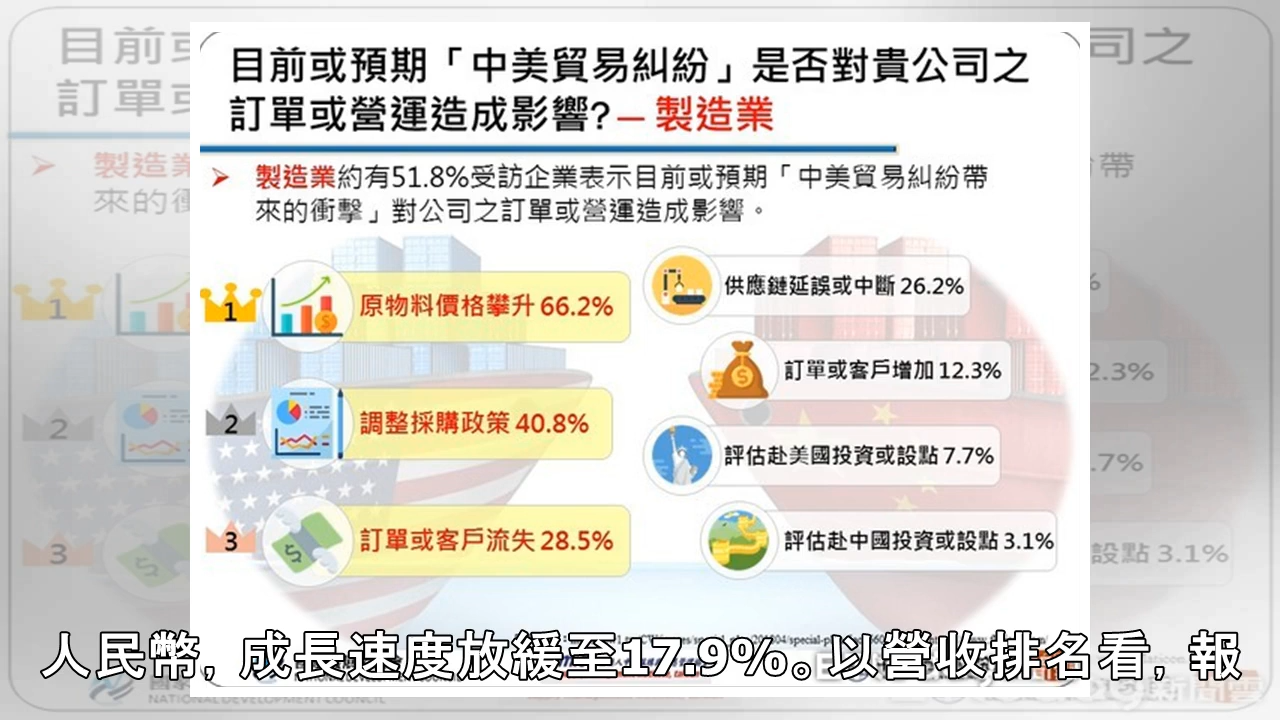 目前或預期「中美貿易糾紛」是否對貴公司之
訂單或營運造成影響?—製造業
➢ 製造業約有51.8%受訪企業表示目前或預期「中美貿易糾紛帶
來的衝擊」對公司之訂單或營運造成影響。
1 原物料價格攀升 66.2%
2 調整採購政策 40.8%
3 訂單或客戶流失 28.5%
供應鏈延誤或中斷 26.2%
訂單或客戶增加 12.3%
評估赴美國投資或設點 7.7%
評估赴中國投資或設點 3.1%
人民幣, 成長速度放緩至17.9%。以營收排名看, 報
NATIONAL DEVELOPMENT COUNCIL